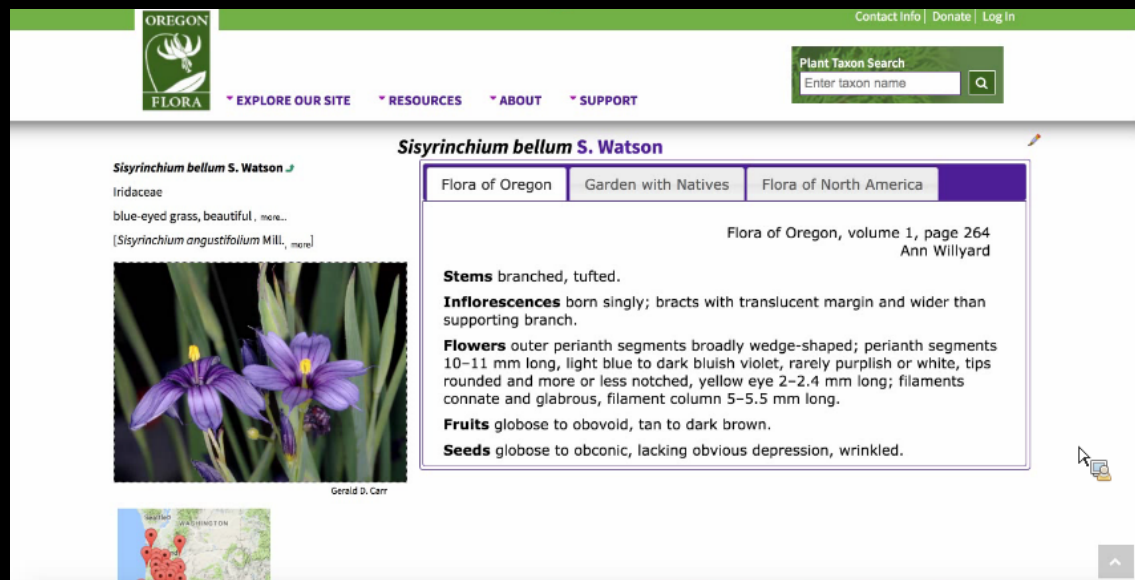 OREGON
FLORA
Contact Info | Donate | Log In
EXPLORE OUR SITE
RESOURCES
ABOUT
SUPPORT
Plant Taxon Search
Enter taxon name
Sisyrinchium bellum S. Watson
Sisyrinchium bellum S. Watson
Iridaceae
blue-eyed grass, beautiful , more...
[Sisyrinchium angustifolium Mill., more]
Gerald D. Carr
WASHINGTON
Flora of Oregon
Garden with Natives
Flora of North America
Flora of Oregon, volume 1, page 264
Ann Willyard
Stems branched, tufted.
Inflorescences born singly; bracts with translucent margin and wider than
supporting branch.
Flowers outer perianth segments broadly wedge-shaped; perianth segments
10–11 mm long, light blue to dark bluish violet, rarely purplish or white, tips
rounded and more or less notched, yellow eye 2–2.4 mm long; filaments
connate and glabrous, filament column 5–5.5 mm long.
Fruits globose to obovoid, tan to dark brown.
Seeds globose to obconic, lacking obvious depression, wrinkled.